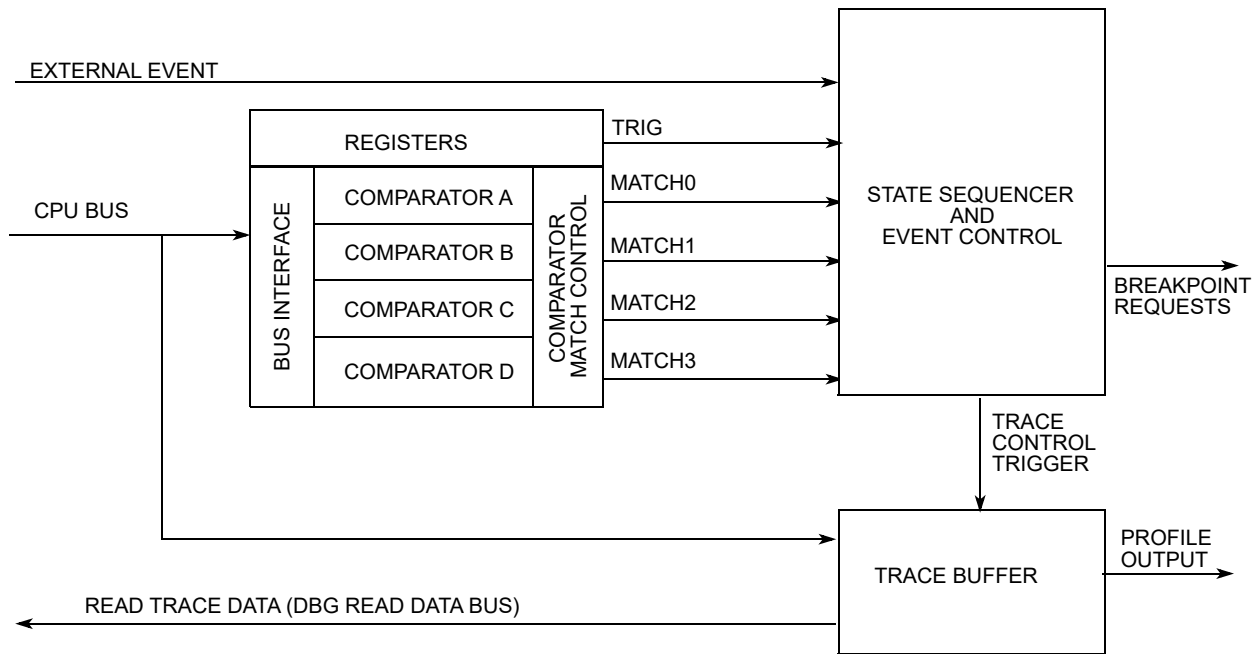 EXTERNAL EVENT
REGISTERS
TRIG
CPU BUS
BUS INTERFACE
COMPARATOR A
COMPARATOR B
COMPARATOR C
COMPARATOR D
COMPARATOR
MATCH CONTROL
MATCH0
MATCH1
MATCH2
MATCH3
STATE SEQUENCER
AND
EVENT CONTROL
BREAKPOINT
REQUESTS
TRACE
CONTROL
TRIGGER
TRACE BUFFER
PROFILE
OUTPUT
READ TRACE DATA (DBG READ DATA BUS)